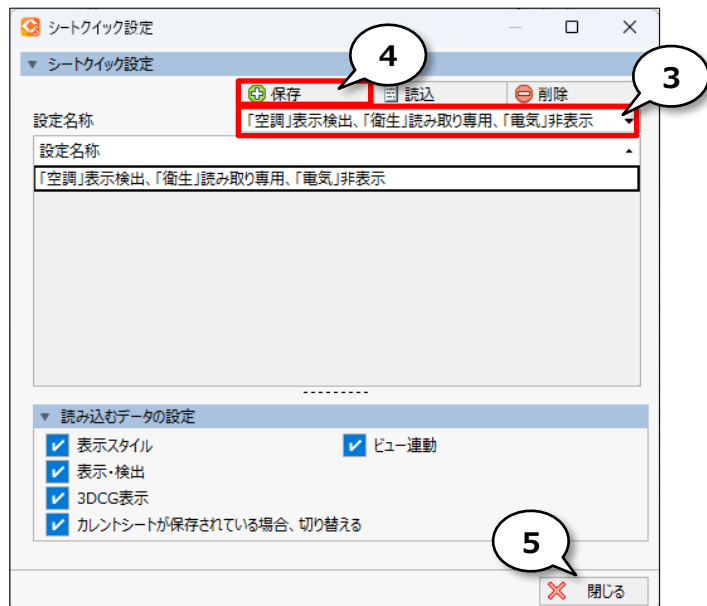 シートクイック設定
4
シートクイック設定
3
保存 読込 削除
設定名称 「空調」表示検出、「衛生」読み取り専用、「電気」非表示
設定名称
「空調」表示検出、「衛生」読み取り専用、「電気」非表示
読み込むデータの設定
表示スタイル ビュー連動
表示・検出
3DCG表示
カレントシートが保存されている場合、切り替える
5
閉じる